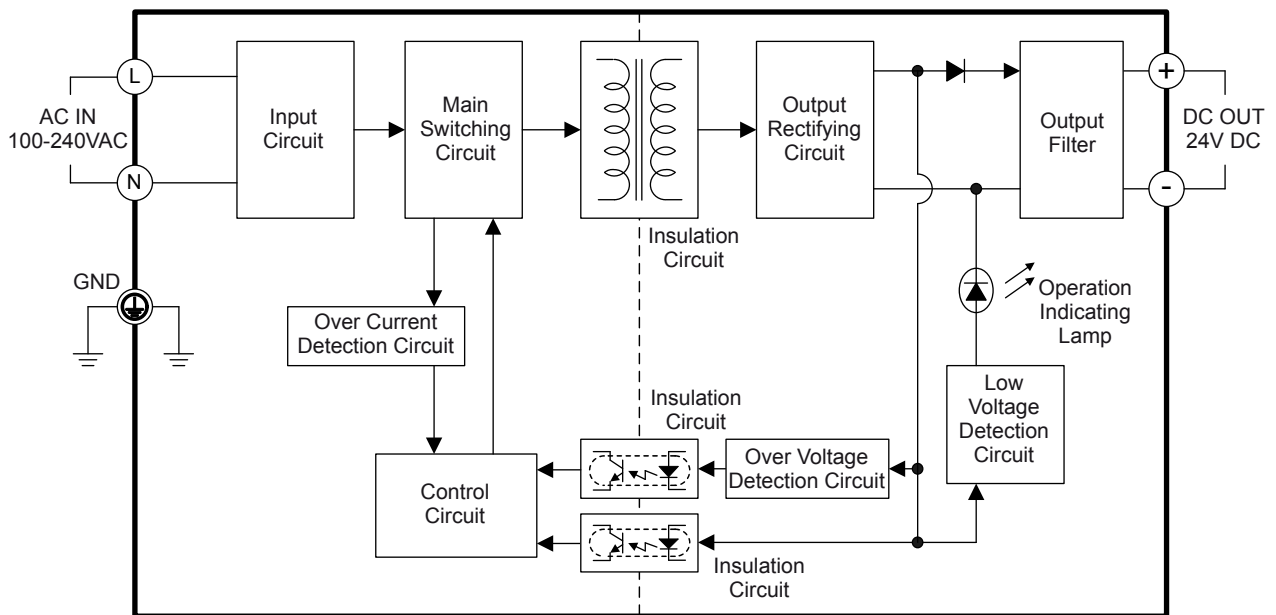 L
AC IN
100-240VAC
N
GND
Input
Circuit
Main
Switching
Circuit
Insulation
Circuit
Output
Rectifying
Circuit
Output
Filter
+
DC OUT
24V DC
-
Over Current
Detection Circuit
Operation
Indicating
Lamp
Low
Voltage
Detection
Circuit
Insulation
Circuit
Over Voltage
Detection Circuit
Control
Circuit
Insulation
Circuit